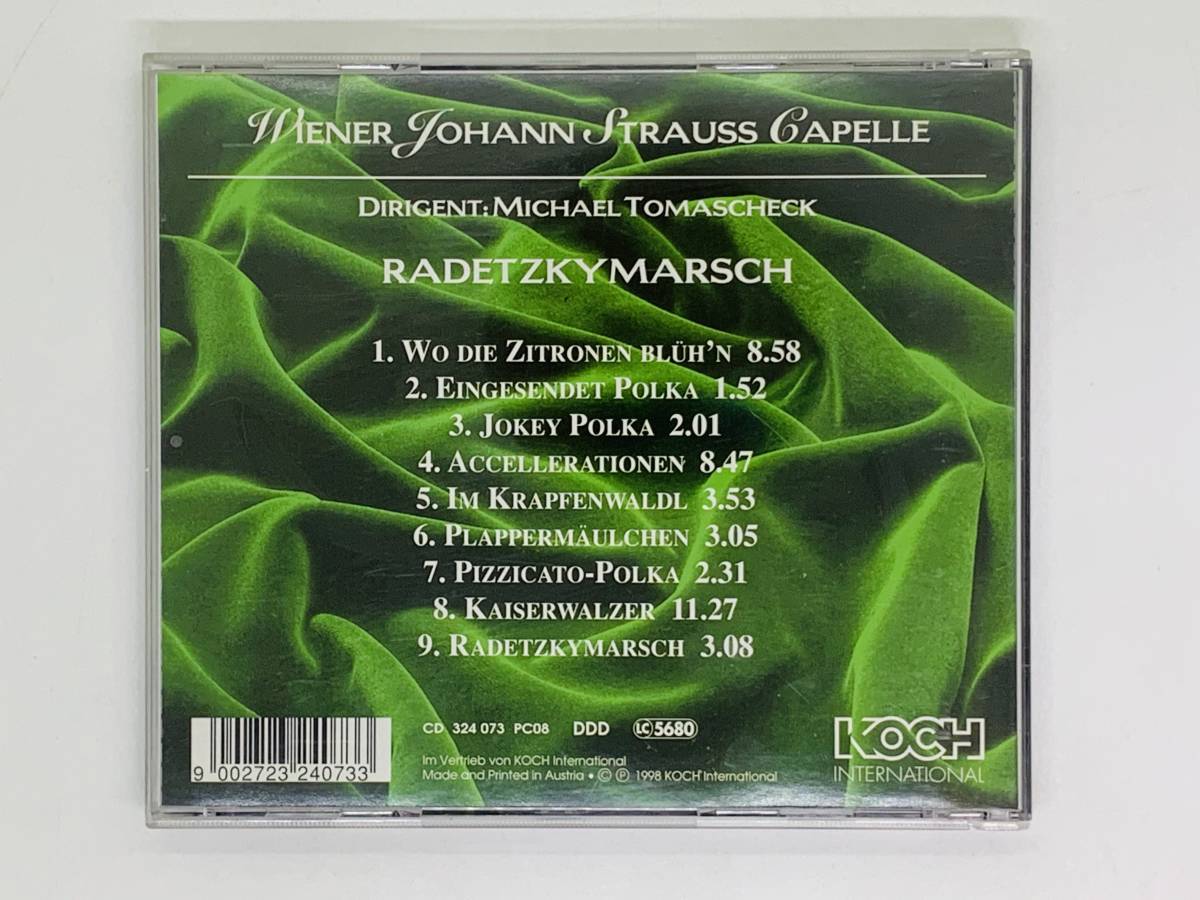 WIENER JOHANN STRAUSS CAPELLE
DIRIGENT: MICHAEL TOMASCHECK
RADETZKYMARSCH
1. WO DIE ZITRONEN BLÜH'N 8.58
2. EINGESENDET POLKA 1.52
3. JOKEY POLKA 2.01
4. ACCELLERATIONEN 8.47
5. IM KRAPFENWALDL 3.53
6. PLAPPERMÄULCHEN 3.05
7. PIZZICATO-POLKA 2.31
8. KAISERWALZER 11.27
9. RADETZKYMARSCH 3.08
CD 324 073 PC08 DDD LC 5680
Im Vertrieb von KOCH International
Made and Printed in Austria • © ℗ 1998 KOCH International
9 002723 240733
KOCH
INTERNATIONAL